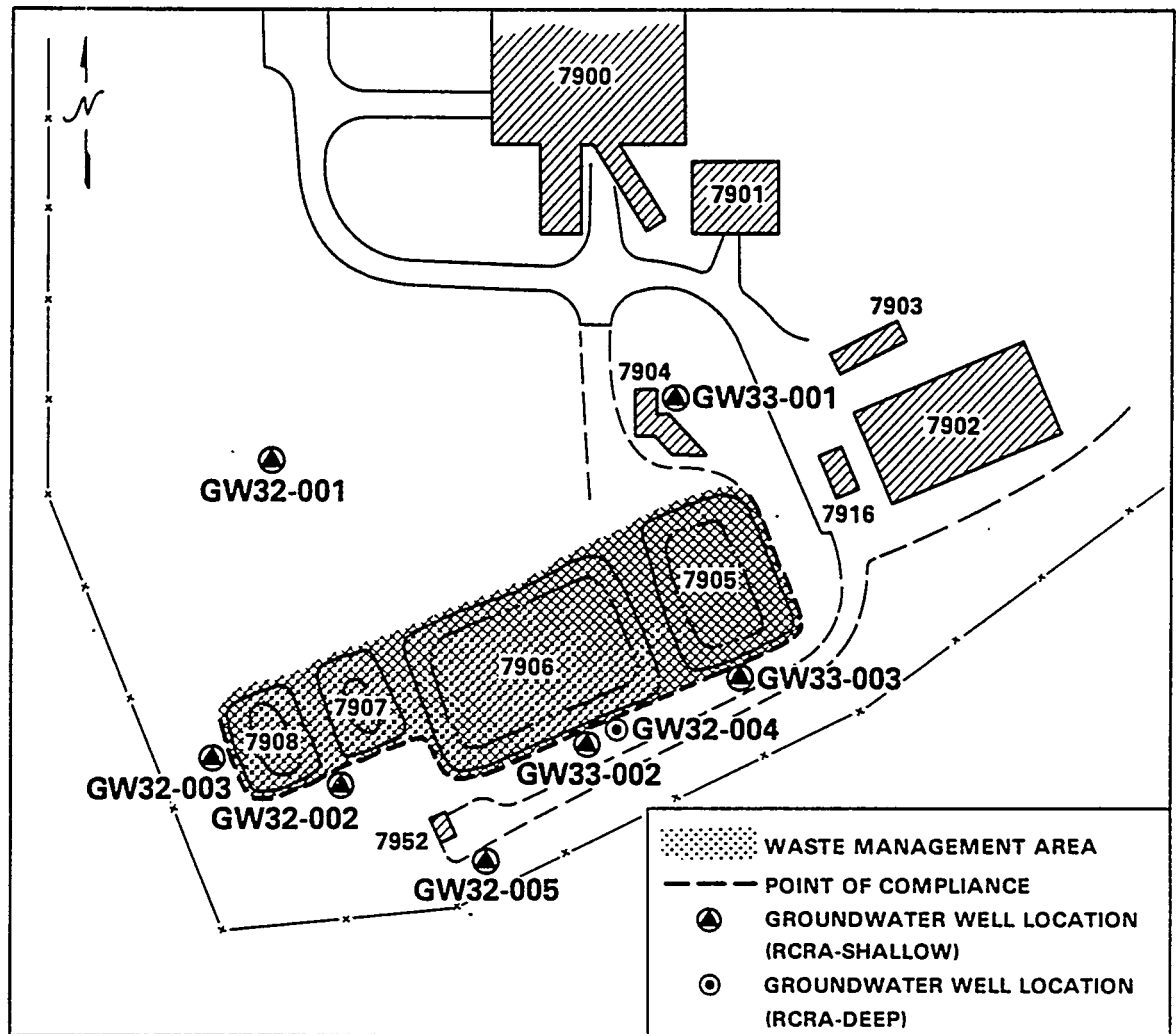 7900
N
7901
7903
7904
GW33-001
7902
GW32-001
7916
7905
7906
GW33-003
7907
7908
GW32-004
GW33-002
GW32-003
GW32-002
7952
GW32-005
WASTE MANAGEMENT AREA
POINT OF COMPLIANCE
GROUNDWATER WELL LOCATION
(RCRA-SHALLOW)
GROUNDWATER WELL LOCATION
(RCRA-DEEP)